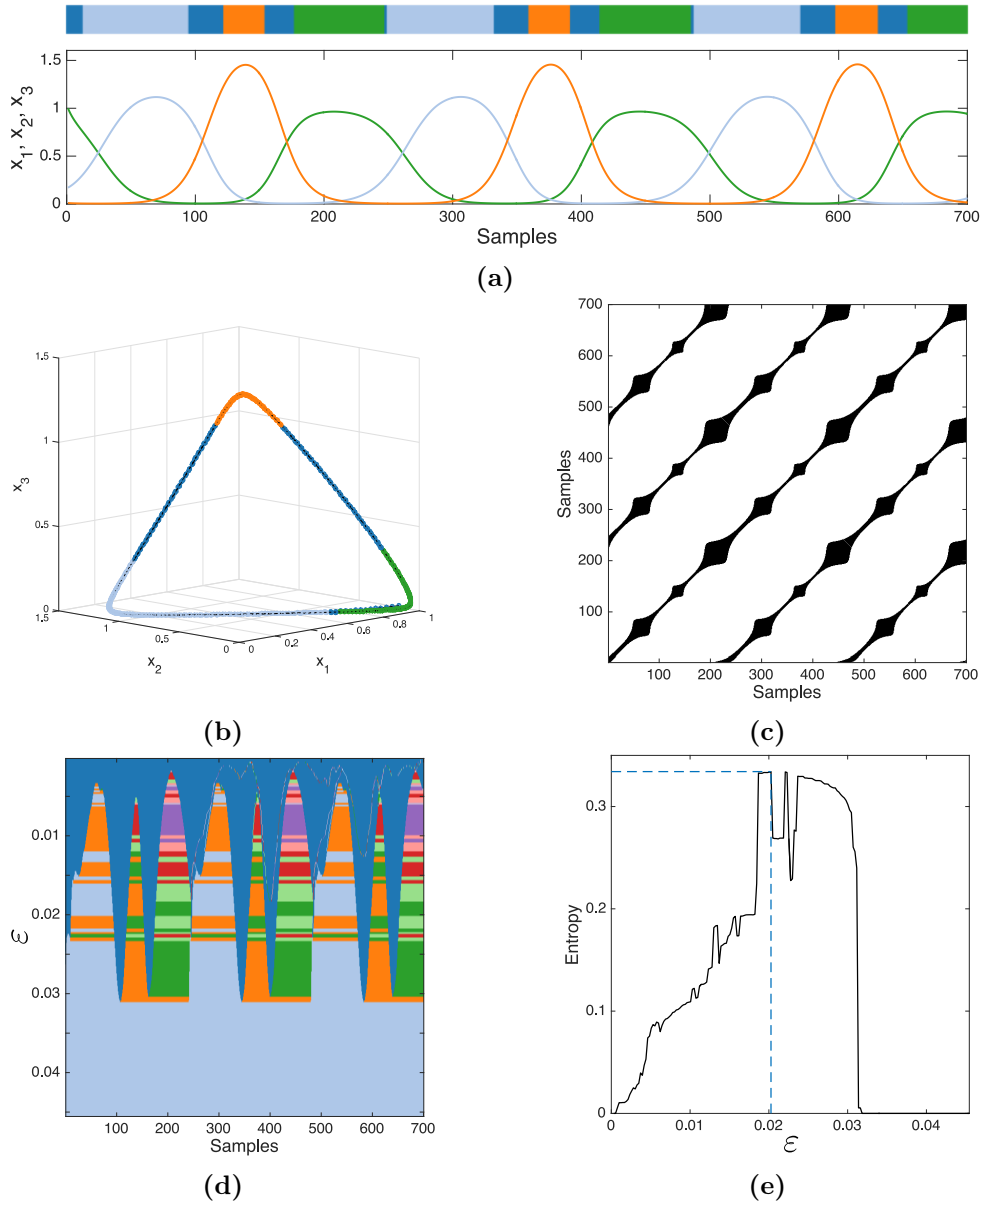 1.5
1
0.5
0
x₁, x₂, x₃
0 100 200 300 400 500 600 700
Samples
(a)
1.5
1
0.5
0
x₃
1.5 1 0.5 0
x₂
0 0.2 0.4 0.6 0.8 1
x₁
(b)
700
600
500
400
300
200
100
Samples
100 200 300 400 500 600 700
Samples
(c)
0.01
0.02
0.03
0.04
ε
100 200 300 400 500 600 700
Samples
(d)
0.3
0.2
0.1
0
Entropy
0 0.01 0.02 0.03 0.04
ε
(e)